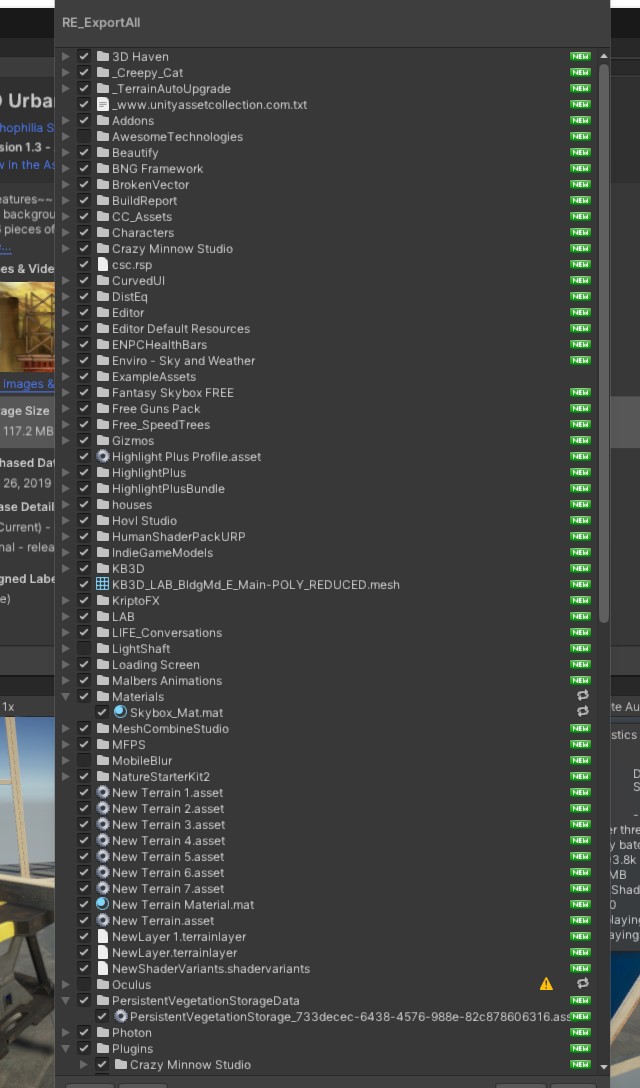 RE_ExportAll
3D Haven NEW
_Creepy_Cat NEW
_TerrainAutoUpgrade NEW
_www.unityassetcollection.com.txt NEW
Addons NEW
AwesomeTechnologies NEW
Beautify NEW
BNG Framework NEW
BrokenVector NEW
BuildReport NEW
CC_Assets NEW
Characters NEW
Crazy Minnow Studio NEW
csc.rsp NEW
CurvedUI NEW
DistEq NEW
Editor NEW
Editor Default Resources NEW
ENPCHealthBars NEW
Enviro - Sky and Weather NEW
ExampleAssets
Fantasy Skybox FREE NEW
Free Guns Pack NEW
Free_SpeedTrees NEW
Gizmos NEW
Highlight Plus Profile.asset NEW
HighlightPlus NEW
HighlightPlusBundle NEW
houses NEW
Hovl Studio NEW
HumanShaderPackURP NEW
IndieGameModels NEW
KB3D NEW
KB3D_LAB_BldgMd_E_Main-POLY_REDUCED.mesh NEW
KriptoFX NEW
LAB NEW
LIFE_Conversations NEW
LightShaft NEW
Loading Screen NEW
Malbers Animations NEW
Materials
Skybox_Mat.mat
MeshCombineStudio NEW
MFPS NEW
MobileBlur NEW
NatureStarterKit2 NEW
New Terrain 1.asset NEW
New Terrain 2.asset NEW
New Terrain 3.asset NEW
New Terrain 4.asset NEW
New Terrain 5.asset NEW
New Terrain 6.asset NEW
New Terrain 7.asset NEW
New Terrain Material.mat NEW
New Terrain.asset NEW
NewLayer 1.terrainlayer NEW
NewLayer.terrainlayer NEW
NewShaderVariants.shadervariants NEW
Oculus
PersistentVegetationStorageData NEW
PersistentVegetationStorage_733decec-6438-4576-988e-82c878606316.ass NEW
Photon NEW
Plugins NEW
Crazy Minnow Studio NEW
Urba
hophilia S
sion 1.3 -
w in the As
eatures~~
backgrou
pieces of
...
es & Vide
images &
age Size
117.2 MB
hased Dat
26, 2019
ase Detail
Current) -
nal - relea
gned Labe
e)
1x
te Au
stics
D
S
-
er thre
y batc
3.8k
MB
Shad
0
laying
aying